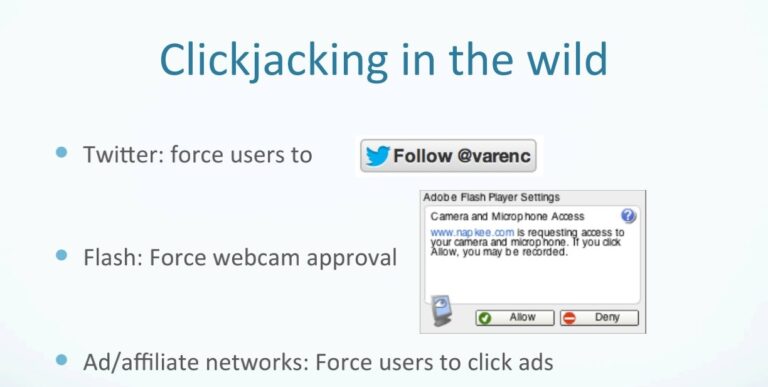 Clickjacking in the wild
Twitter: force users to
Follow @varenc
Adobe Flash Player Settings
Camera and Microphone Access
www.napkee.com is requesting access to
your camera and microphone. If you click
Allow, you may be recorded.
Flash: Force webcam approval
Allow
Deny
Ad/affiliate networks: Force users to click ads